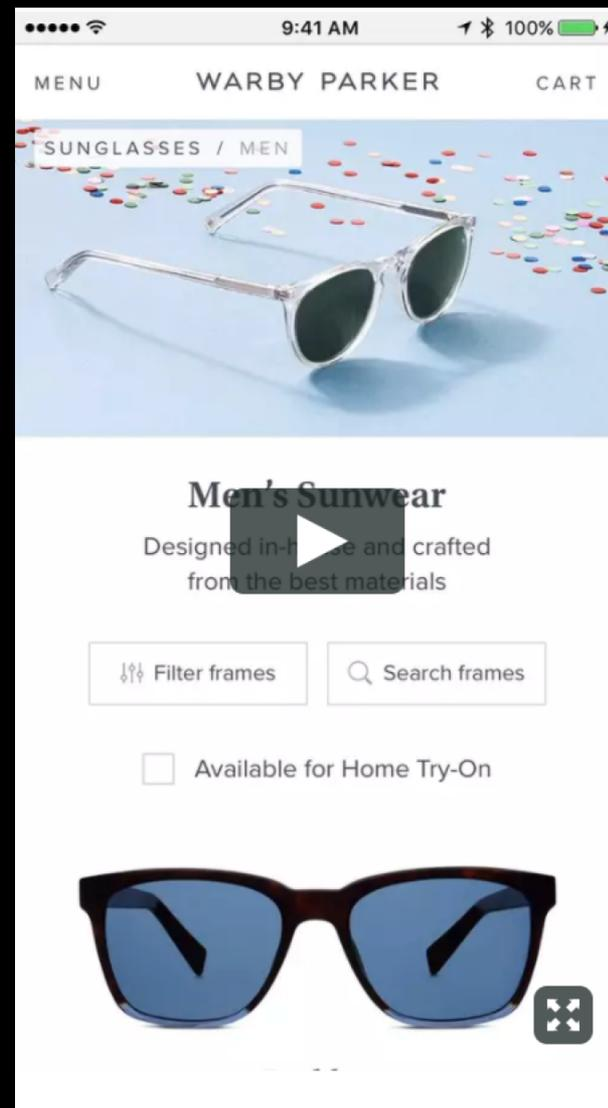 9:41 AM 100%
MENU WARBY PARKER CART
SUNGLASSES / MEN
Men's Sunwear
Designed in-house and crafted
from the best materials
Filter frames Search frames
Available for Home Try-On